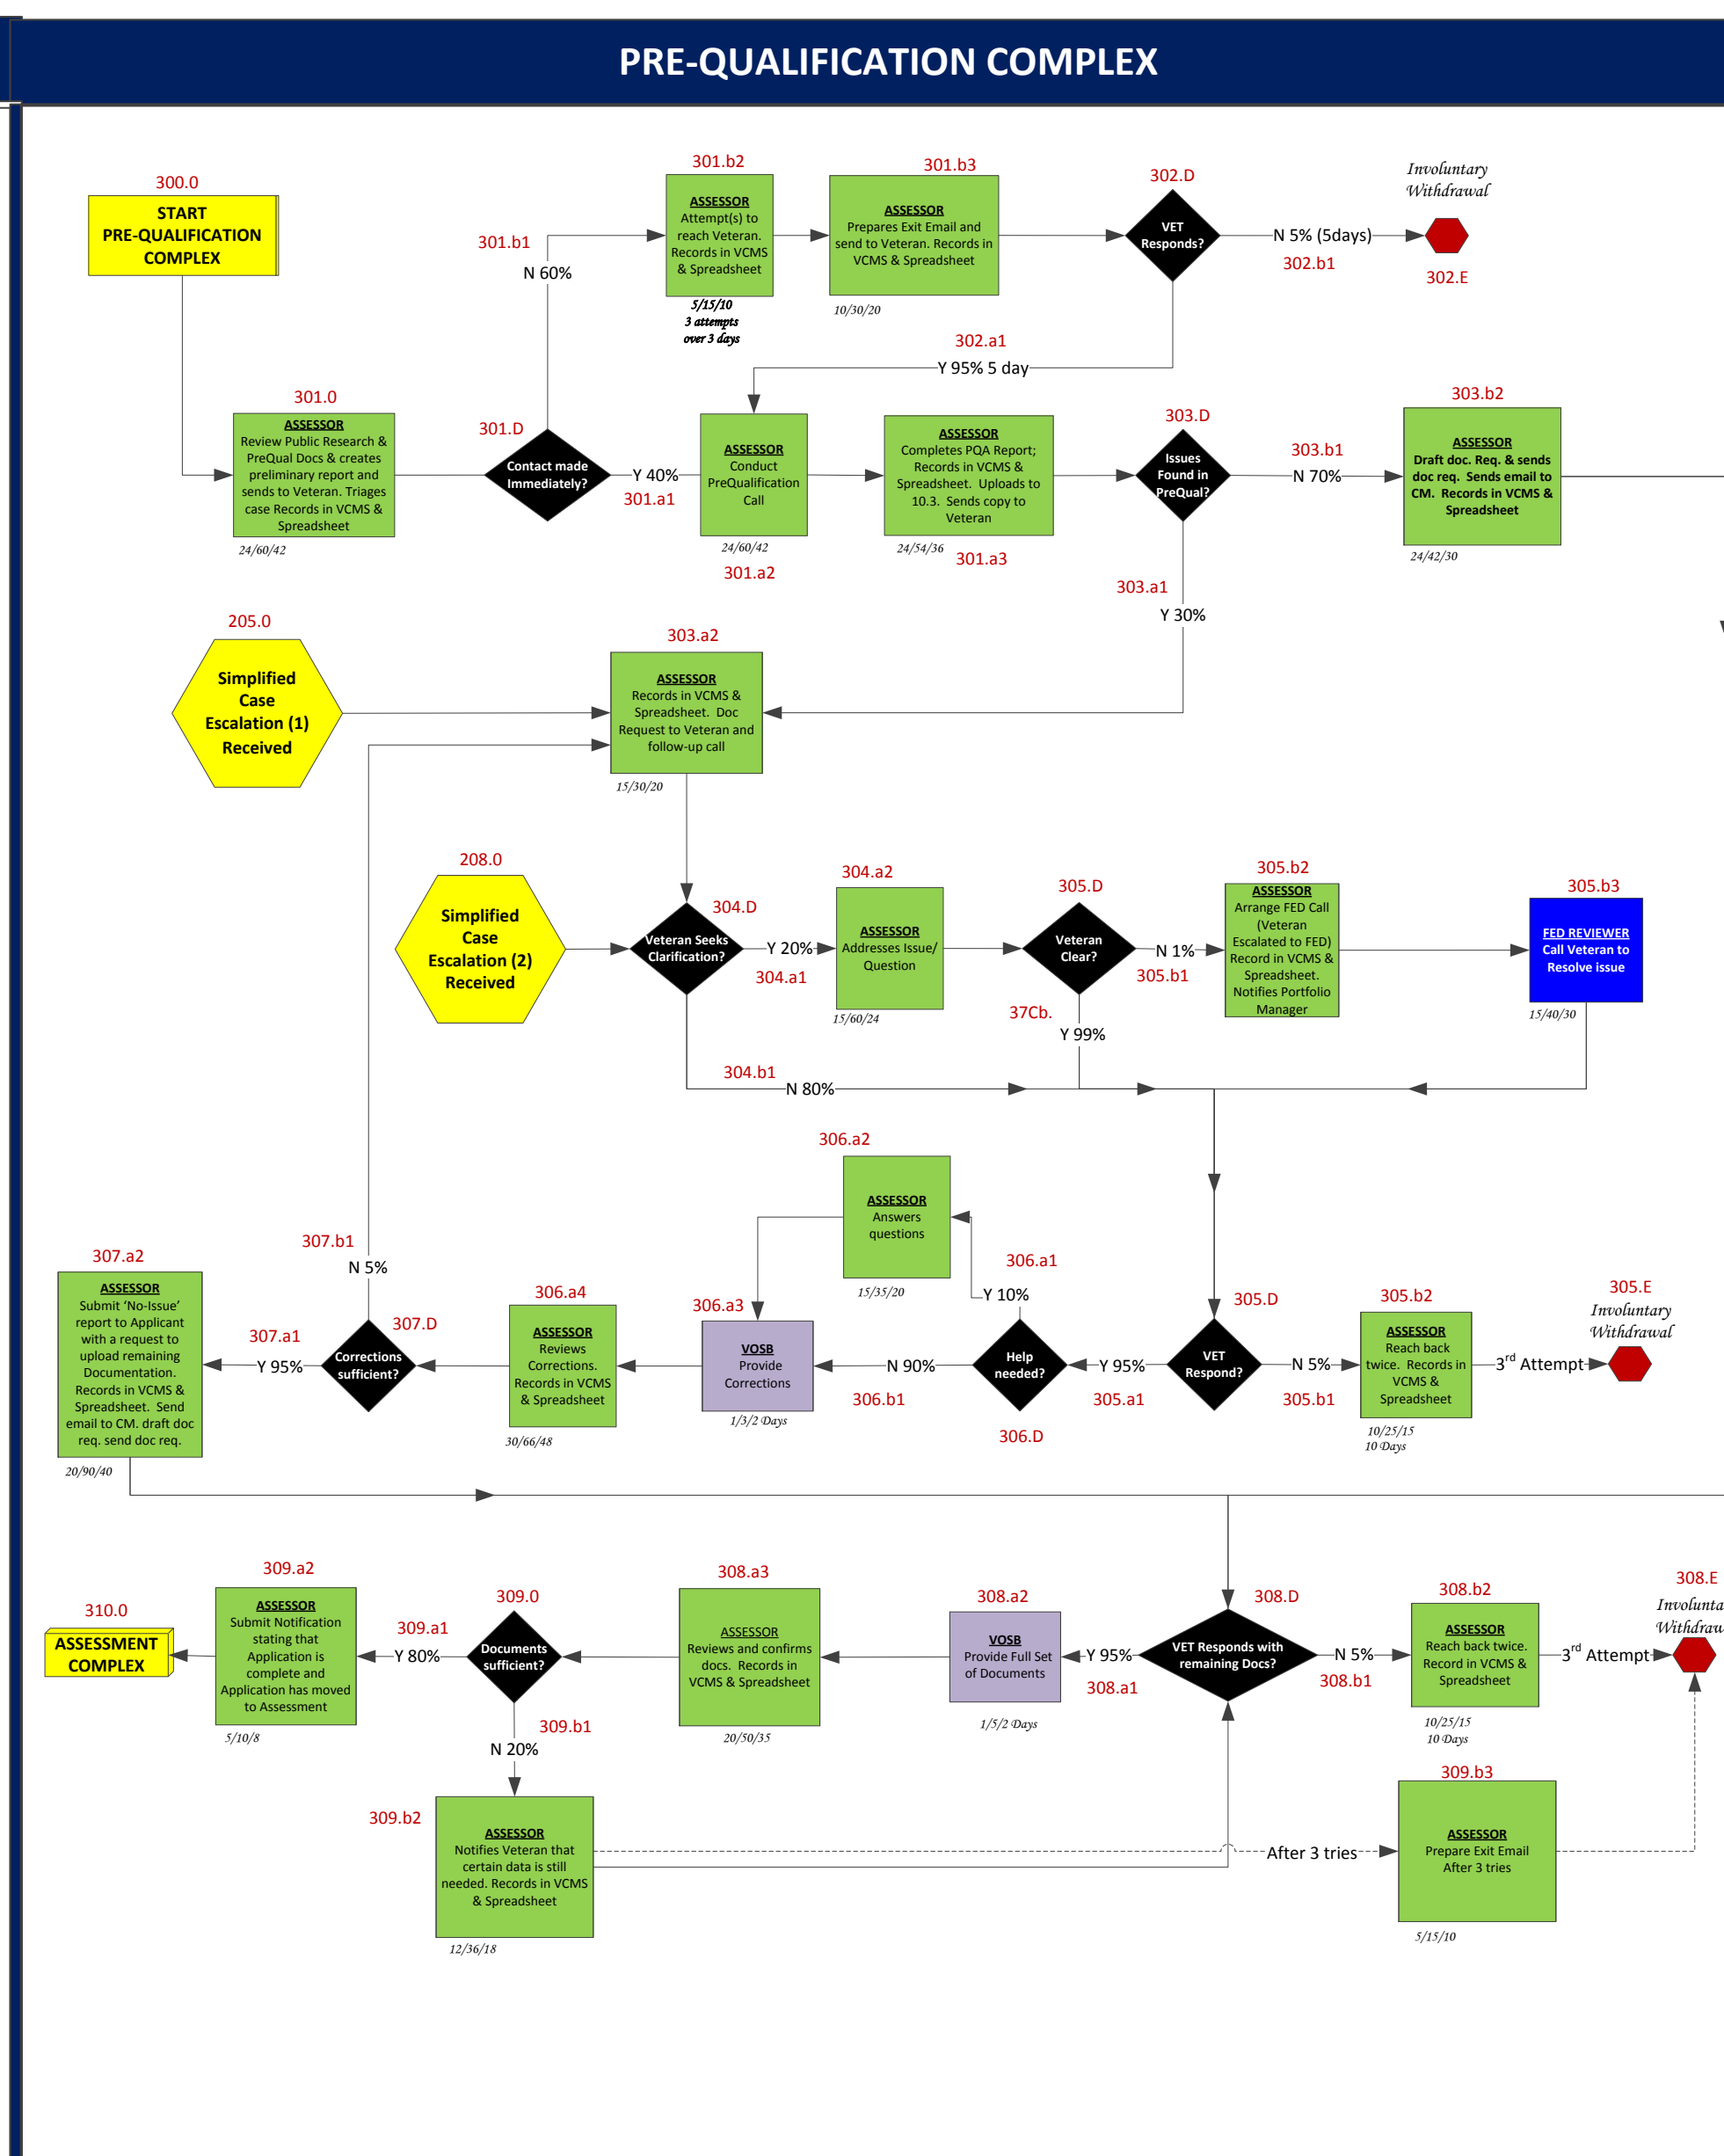 PRE-QUALIFICATION COMPLEX
300.0
START
PRE-QUALIFICATION
COMPLEX
301.b1
N 60%
301.b2
ASSESSOR
Attempt(s) to
reach Veteran.
Records in VCMS
& Spreadsheet
5/15/10
3 attempts
over 3 days
301.b3
ASSESSOR
Prepares Exit Email and
send to Veteran. Records in
VCMS & Spreadsheet
10/30/20
302.D
VET
Responds?
N 5% (5days)
302.b1
Involuntary
Withdrawal
302.E
302.a1
Y 95% 5 day
301.0
ASSESSOR
Review Public Research &
PreQual Docs & creates
preliminary report and
sends to Veteran. Triages
case Records in VCMS &
Spreadsheet
24/60/42
301.D
Contact made
Immediately?
Y 40%
301.a1
ASSESSOR
Conduct
PreQualification
Call
24/60/42
301.a2
ASSESSOR
Completes PQA Report;
Records in VCMS &
Spreadsheet. Uploads to
10.3. Sends copy to
Veteran
24/54/36
301.a3
303.D
Issues
Found in
PreQual?
303.b1
N 70%
303.b2
ASSESSOR
Draft doc. Req. & sends
doc req. Sends email to
CM. Records in VCMS &
Spreadsheet
24/42/30
303.a1
Y 30%
205.0
Simplified
Case
Escalation (1)
Received
303.a2
ASSESSOR
Records in VCMS &
Spreadsheet. Doc
Request to Veteran and
follow-up call
15/30/20
208.0
Simplified
Case
Escalation (2)
Received
304.D
Veteran Seeks
Clarification?
Y 20%
304.a1
304.a2
ASSESSOR
Addresses Issue/
Question
15/60/24
305.D
Veteran
Clear?
N 1%
305.b1
37Cb.
Y 99%
305.b2
ASSESSOR
Arrange FED Call
(Veteran
Escalated to FED)
Record in VCMS &
Spreadsheet.
Notifies Portfolio
Manager
305.b3
FED REVIEWER
Call Veteran to
Resolve issue
15/40/30
304.b1
N 80%
306.a2
ASSESSOR
Answers
questions
15/35/20
306.a1
Y 10%
307.b1
N 5%
307.a2
ASSESSOR
Submit ‘No-Issue’
report to Applicant
with a request to
upload remaining
Documentation.
Records in VCMS &
Spreadsheet. Send
email to CM. draft doc
req. send doc req.
20/90/40
307.a1
Y 95%
307.D
Corrections
sufficient?
306.a4
ASSESSOR
Reviews
Corrections.
Records in VCMS
& Spreadsheet
30/66/48
306.a3
VOSB
Provide
Corrections
1/3/2 Days
N 90%
306.b1
Help
needed?
306.D
Y 95%
305.a1
305.D
VET
Respond?
N 5%
305.b1
305.b2
ASSESSOR
Reach back
twice. Records in
VCMS &
Spreadsheet
10/25/15
10 Days
3rd Attempt
305.E
Involuntary
Withdrawal
310.0
ASSESSMENT
COMPLEX
309.a2
ASSESSOR
Submit Notification
stating that
Application is
complete and
Application has moved
to Assessment
5/10/8
309.a1
Y 80%
309.0
Documents
sufficient?
309.b1
N 20%
308.a3
ASSESSOR
Reviews and confirms
docs. Records in
VCMS & Spreadsheet
20/50/35
308.a2
VOSB
Provide Full Set
of Documents
1/5/2 Days
Y 95%
308.a1
308.D
VET Responds with
remaining Docs?
N 5%
308.b1
308.b2
ASSESSOR
Reach back twice.
Record in VCMS &
Spreadsheet
10/25/15
10 Days
3rd Attempt
308.E
Involunta
Withdraw
309.b2
ASSESSOR
Notifies Veteran that
certain data is still
needed. Records in VCMS
& Spreadsheet
12/36/18
After 3 tries
309.b3
ASSESSOR
Prepare Exit Email
After 3 tries
5/15/10